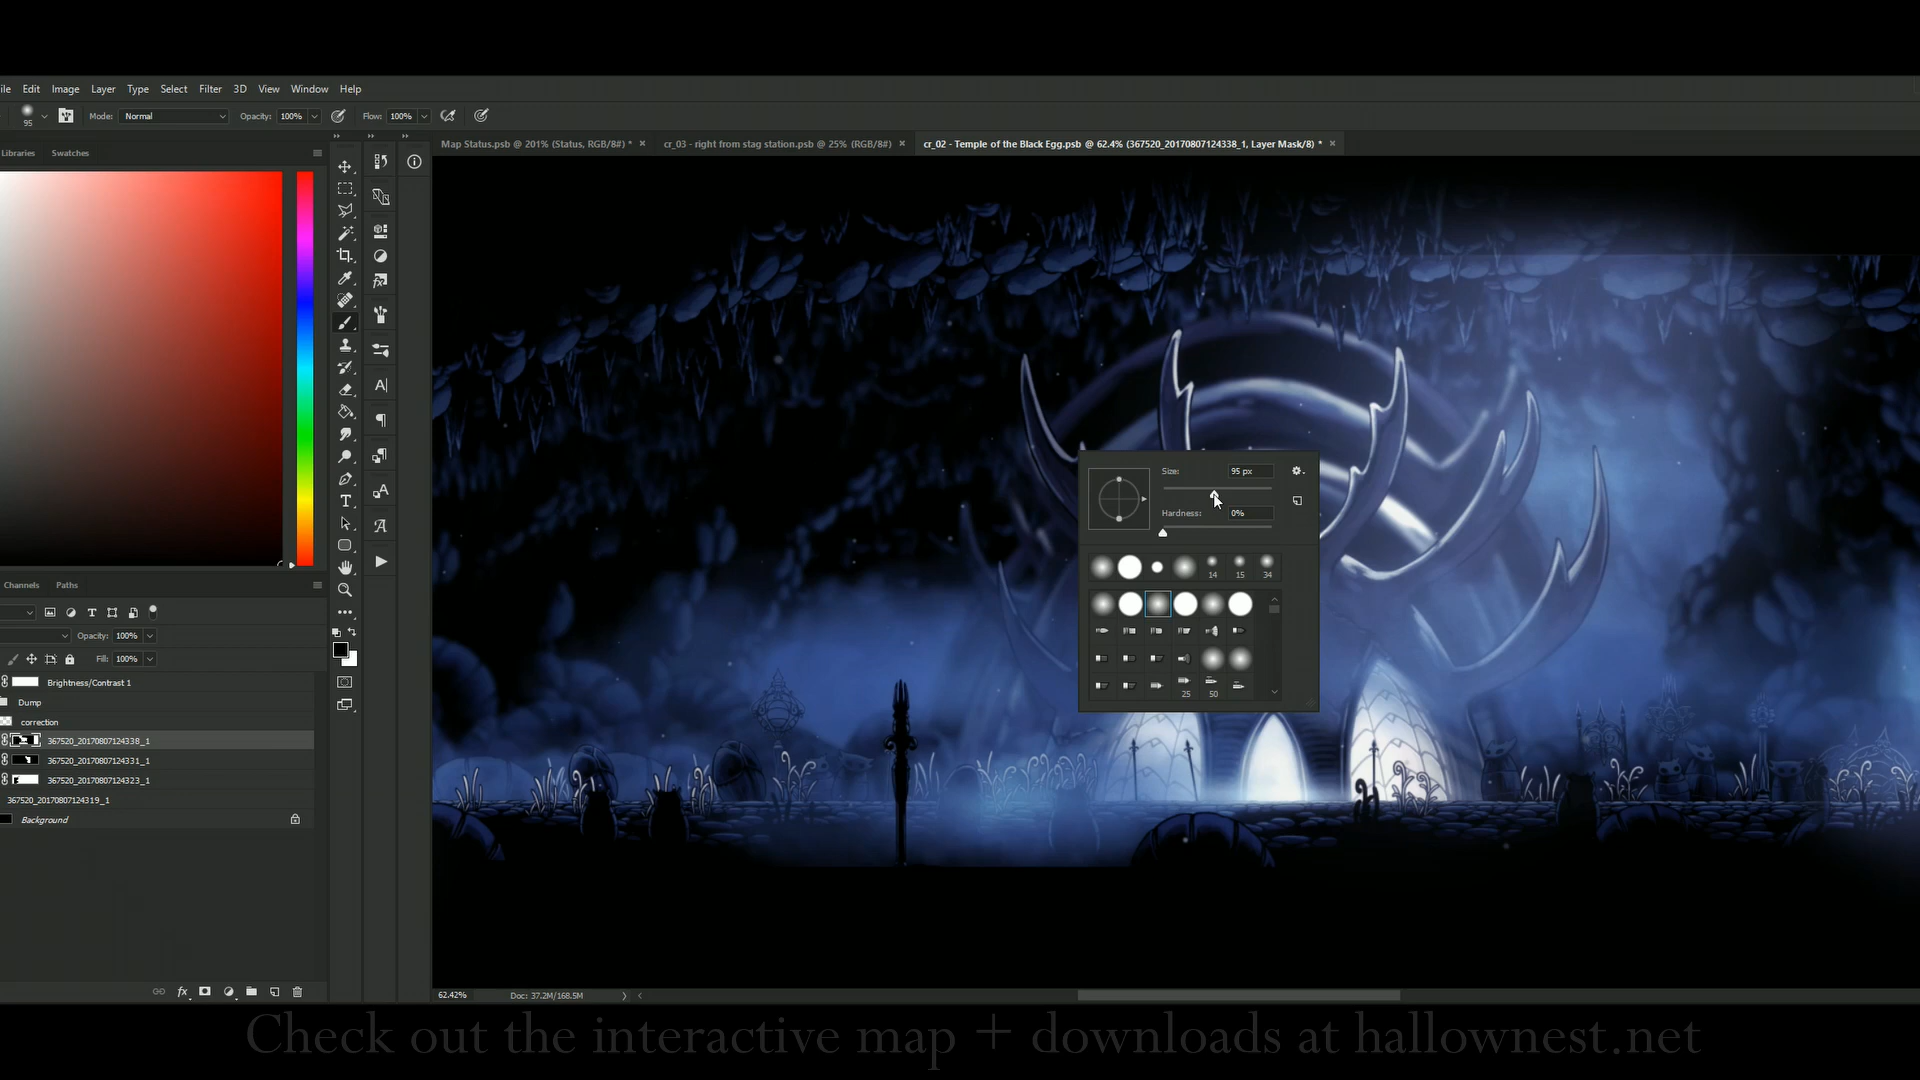 ile Edit Image Layer Type Select Filter 3D View Window Help
95 Mode: Normal Opacity: 100% Flow: 100%
Libraries Swatches
Map Status.psb @ 201% (Status, RGB/8#) * × cr_03 - right from stag station.psb @ 25% (RGB/8#) × cr_02 - Temple of the Black Egg.psb @ 62.4% (367520_20170807124338_1, Layer Mask/8) * ×
Size: 95 px
Hardness: 0%
14 15 34
25 50
Channels Paths
Opacity: 100%
Fill: 100%
Brightness/Contrast 1
Dump
correction
367520_20170807124338_1
367520_20170807124331_1
367520_20170807124323_1
367520_20170807124319_1
Background
62.42% Doc: 37.2M/168.5M
Check out the interactive map + downloads at hallownest.net